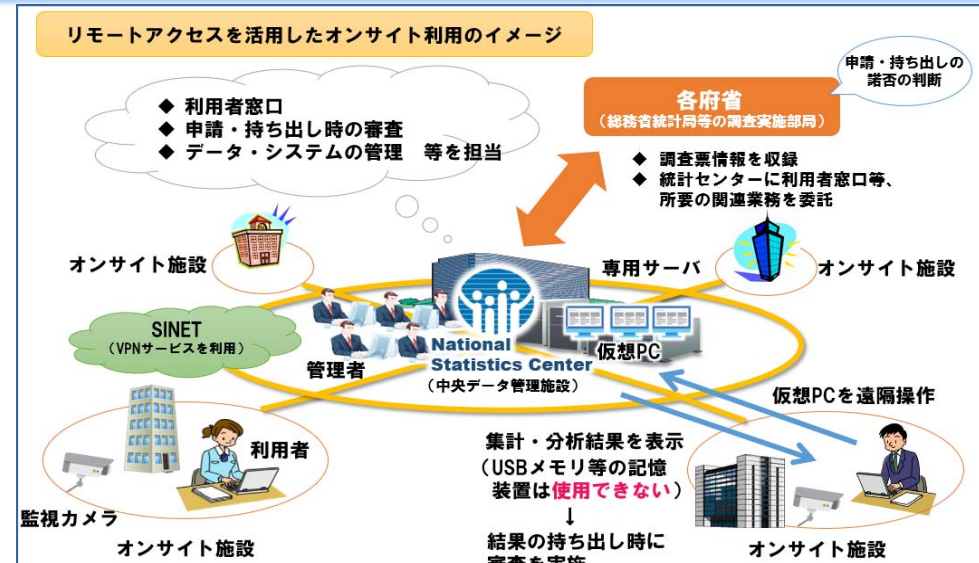 リモートアクセスを活用したオンサイト利用のイメージ
申請・持ち出しの
諾否の判断
◆ 利用者窓口
◆ 申請・持ち出し時の審査
◆ データ・システムの管理 等を担当
各府省
（総務省統計局等の調査実施部局）
◆ 調査票情報を収録
◆ 統計センターに利用者窓口等、
所要の関連業務を委託
オンサイト施設
専用サーバ
オンサイト施設
SINET
（VPNサービスを利用）
管理者
National
Statistics Center
（中央データ管理施設）
仮想PC
仮想PCを遠隔操作
利用者
集計・分析結果を表示
（USBメモリ等の記憶
装置は使用できない）
↓
結果の持ち出し時に
審査を実施
監視カメラ
オンサイト施設
オンサイト施設